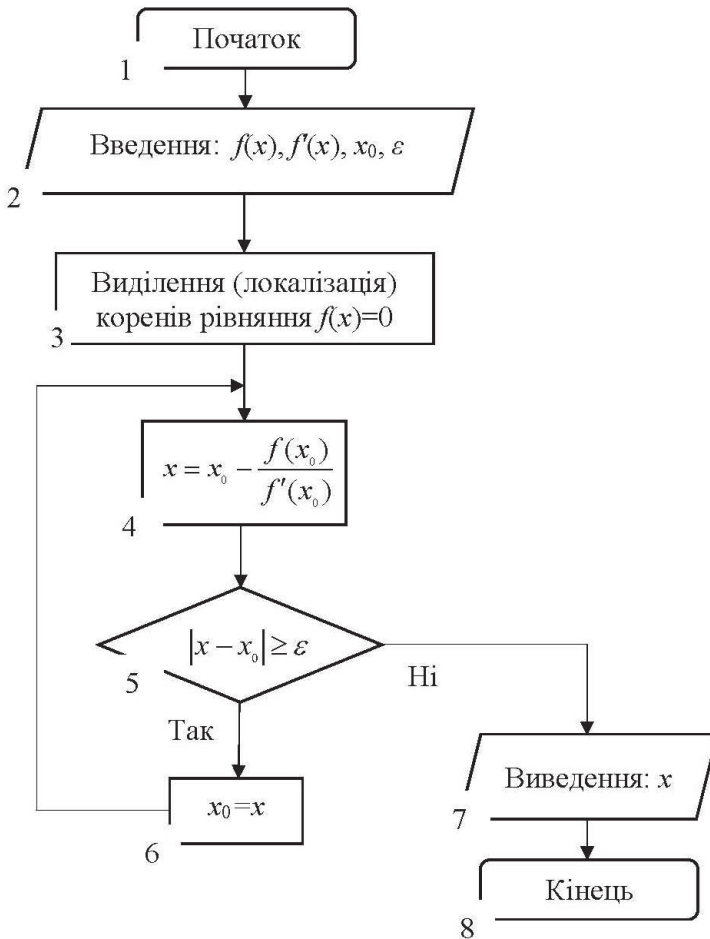 Початок
1
Введення: f(x), f′(x), x₀, ε
2
Виділення (локалізація)
коренів рівняння f(x)=0
3
x = x₀ − f(x₀) / f′(x₀)
4
|x − x₀| ≥ ε
5
Ні
Так
x₀=x
6
Виведення: x
7
Кінець
8